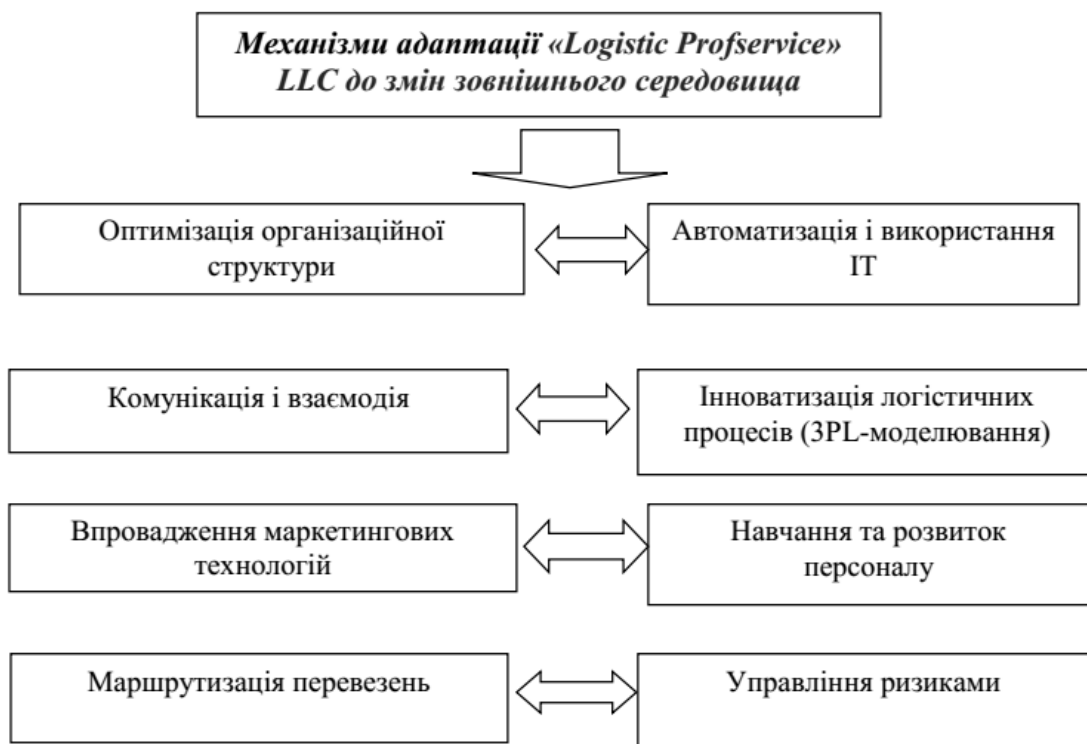 Механізми адаптації «Logistic Profservice»
LLC до змін зовнішнього середовища
Оптимізація організаційної
структури
Автоматизація і використання
ІТ
Комунікація і взаємодія
Інноватизація логістичних
процесів (3PL-моделювання)
Впровадження маркетингових
технологій
Навчання та розвиток
персоналу
Маршрутизація перевезень
Управління ризиками